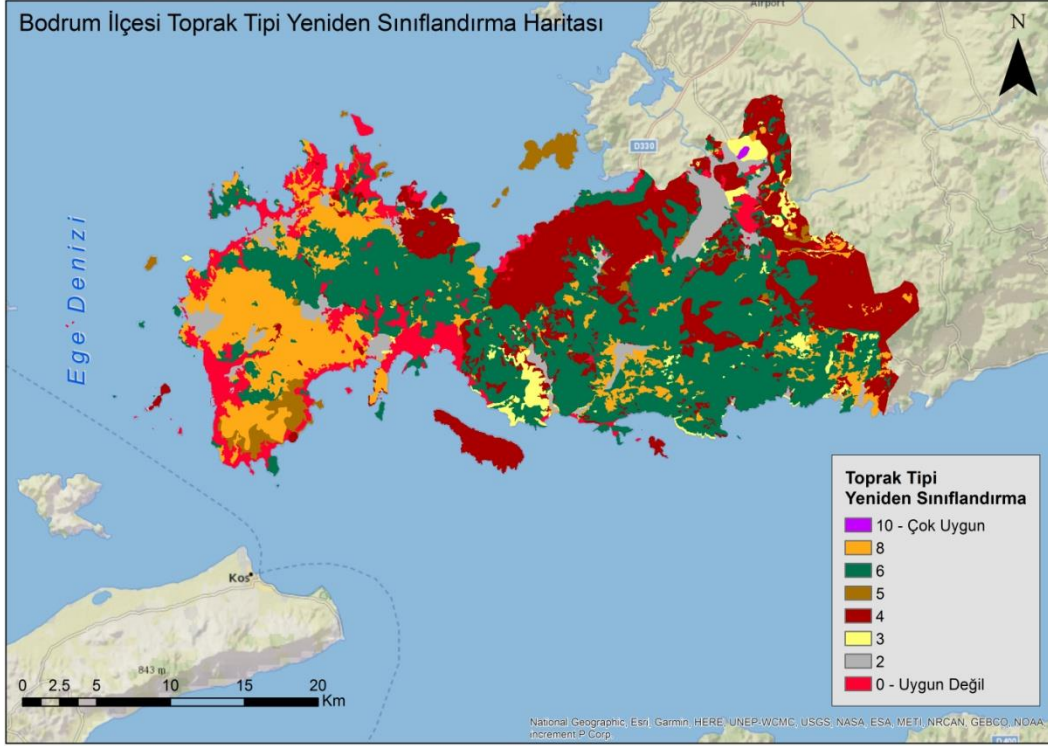 Bodrum İlçesi Toprak Tipi Yeniden Sınıflandırma Haritası
Airport
N
D330
Ege Denizi
Kos
843 m
0 2.5 5 10 15 20
Km
Toprak Tipi
Yeniden Sınıflandırma
10 - Çok Uygun
8
6
5
4
3
2
0 - Uygun Değil
National Geographic, Esri, Garmin, HERE, UNEP-WCMC, USGS, NASA, ESA, METI, NRCAN, GEBCO, NOAA,
increment P Corp.
D400